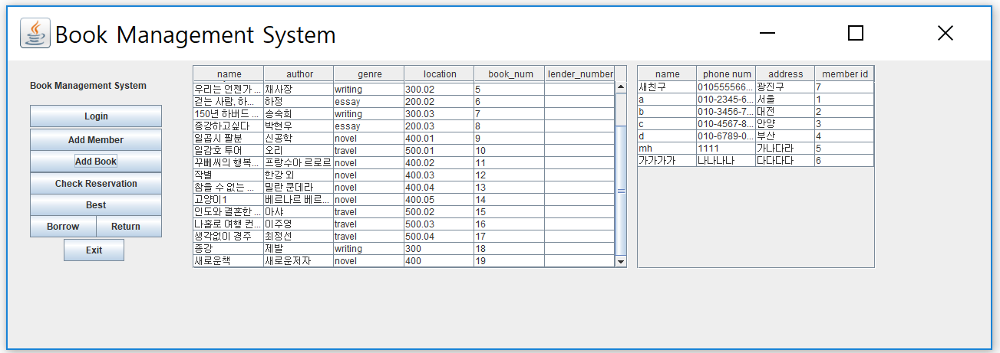 Book Management System
Book Management System
Login
Add Member
Add Book
Check Reservation
Best
Borrow Return
Exit
name author genre location book_num lender_number
우리는 언젠가 ... 채사장 writing 300.02 5
걷는 사람, 하... 하정 essay 200.02 6
150년 하버드 ... 송숙희 writing 300.03 7
종강하고싶다 박현우 essay 200.03 8
일곱시 팔분 신공학 novel 400.01 9
일감호 투머 오리 travel 500.01 10
꾸뻬씨의 행복... 프랑수아 르로르 novel 400.02 11
작별 한강 외 novel 400.03 12
참을 수 없는 ... 밀란 쿤데라 novel 400.04 13
고양이1 베르나르 베르... novel 400.05 14
인도와 결혼한 ... 아샤 travel 500.02 15
나홀로 여행 컨... 이주영 travel 500.03 16
생각없이 경주 최정선 travel 500.04 17
종강 제발 writing 300 18
새로운책 새로운저자 novel 400 19
name phone num address member id
새친구 010555566... 광진구 7
a 010-2345-6... 서울 1
b 010-3456-7... 대전 2
c 010-4567-8... 안양 3
d 010-6789-0... 부산 4
mh 1111 가나다라 5
가가가가 나나나나 다다다다 6